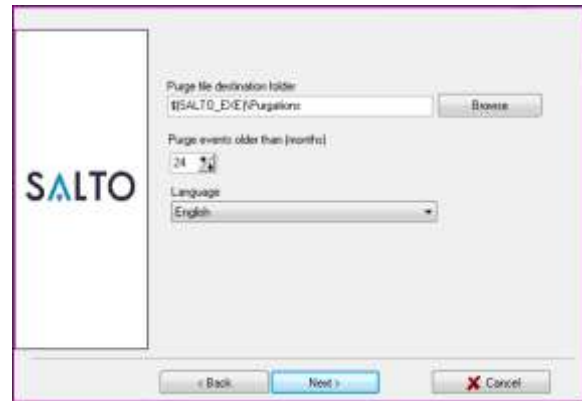 Purge file destination folder
$(SALTO_EXE)\Purgations
Browse
Purge events older than (months)
24
SALTO
Language
English
< Back
Next >
Cancel